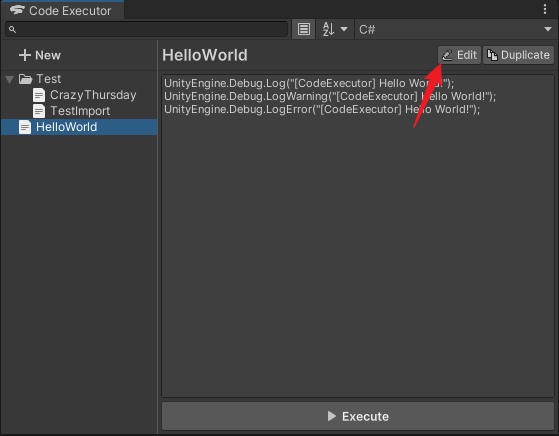 Code Executor
C#
New
HelloWorld
Edit
Duplicate
Test
CrazyThursday
TestImport
HelloWorld
UnityEngine.Debug.Log("[CodeExecutor] Hello World!");
UnityEngine.Debug.LogWarning("[CodeExecutor] Hello World!");
UnityEngine.Debug.LogError("[CodeExecutor] Hello World!");
Execute